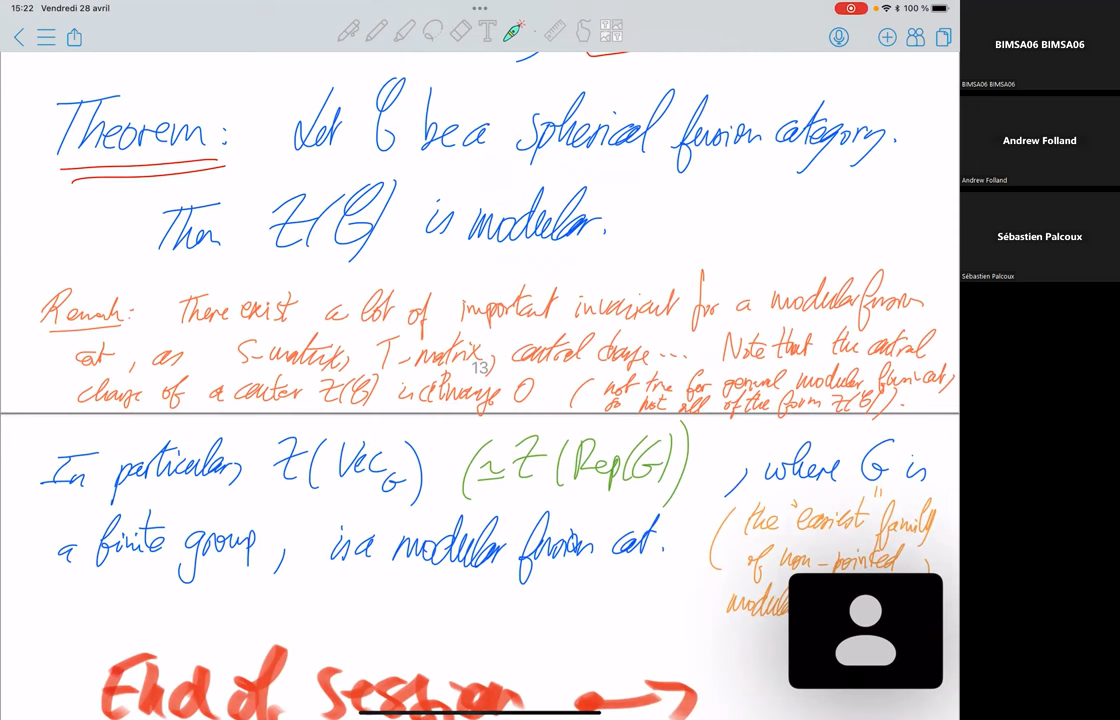 15:22 Vendredi 28 avril
100 %
Theorem: Let C be a spherical fusion category.
Then Z(C) is modular.
Remark: There exist a lot of important invariant for a modular fusion
cat, as S-matrix, T-matrix, central charge... Note that the central
13
charge of a center Z(C) is always 0 (not true for general modular fusion cat,
so not all of the form Z(C)).
In particular, Z(Vec_G) (≃ Z(Rep(G)) , where G is
a finite group, is a modular fusion cat.
(the "easiest" family
of non-pointed,
modula
End of session →
BIMSA06 BIMSA06
BIMSA06 BIMSA06
Andrew Folland
Andrew Folland
Sébastien Palcoux
Sébastien Palcoux